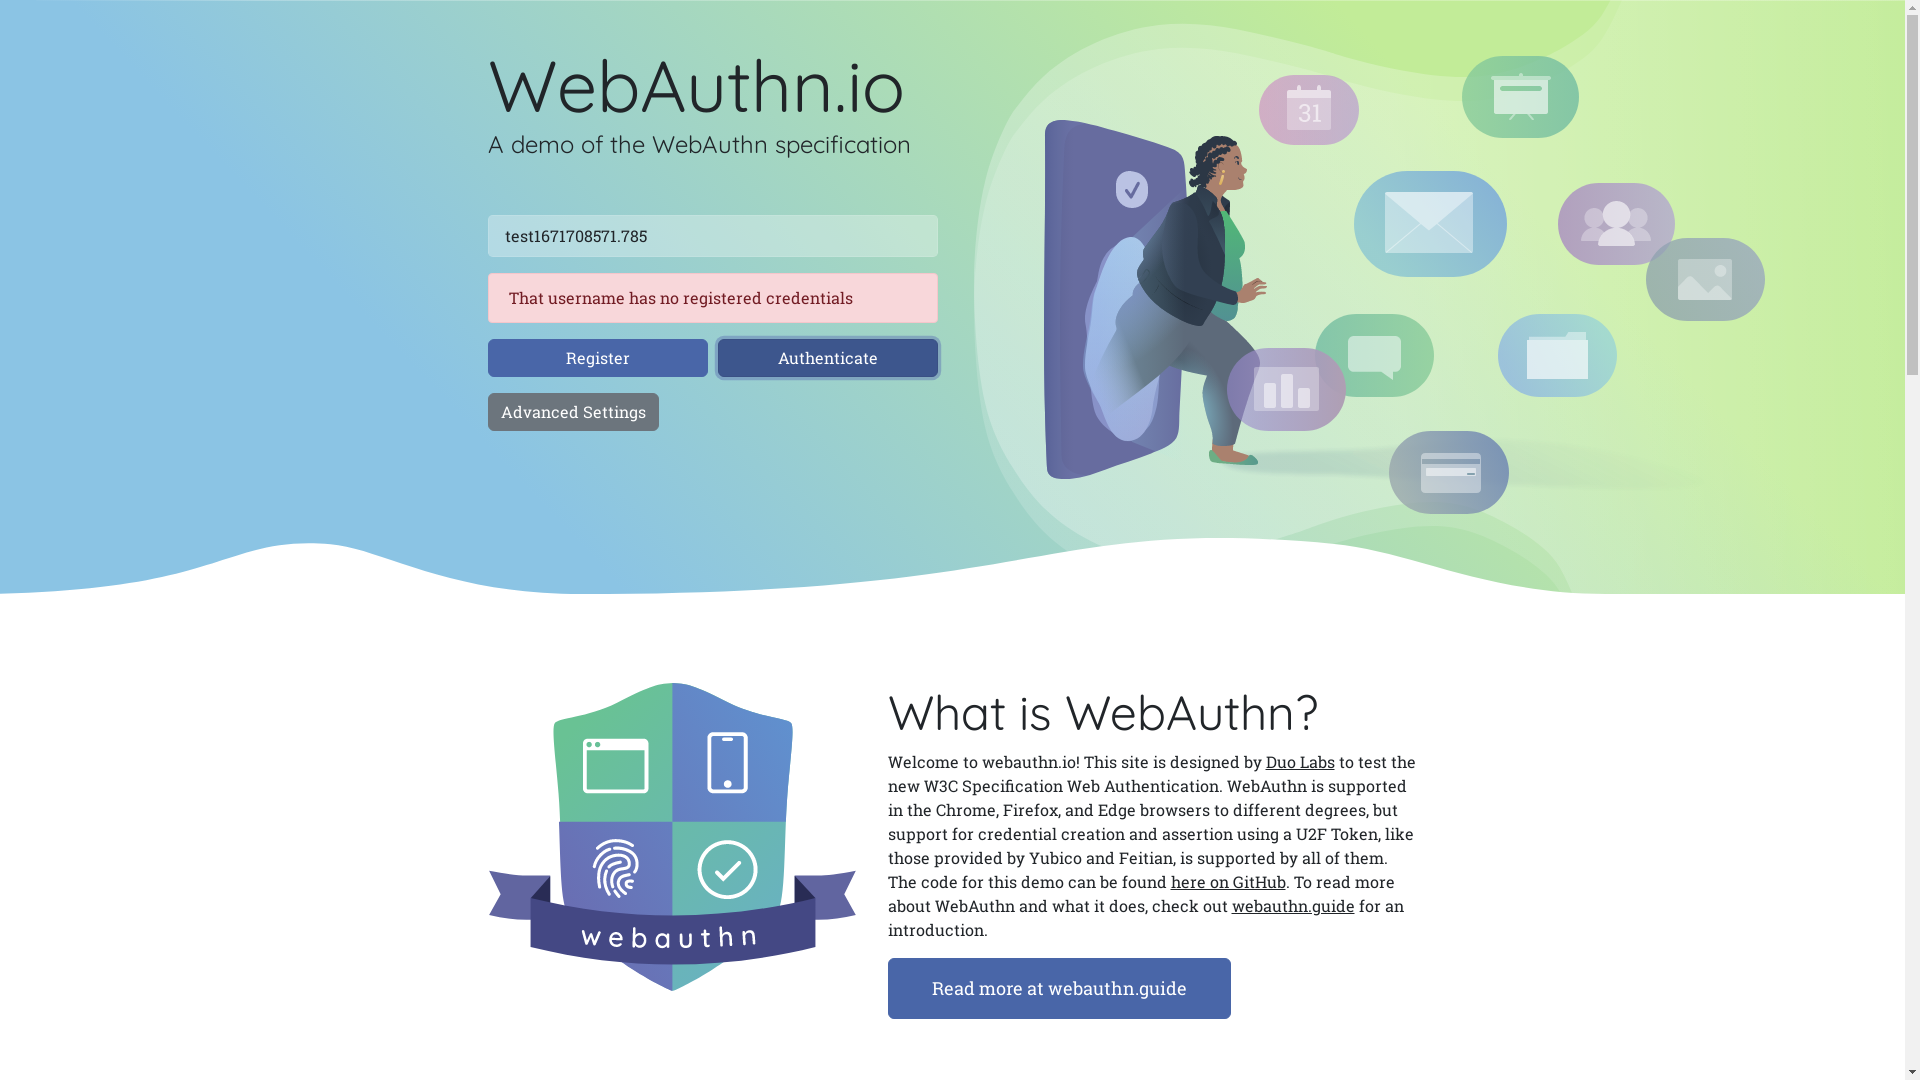 WebAuthn.io
A demo of the WebAuthn specification
test1671708571.785
That username has no registered credentials
Register
Authenticate
Advanced Settings
31
webauthn
What is WebAuthn?
Welcome to webauthn.io! This site is designed by Duo Labs to test the
new W3C Specification Web Authentication. WebAuthn is supported
in the Chrome, Firefox, and Edge browsers to different degrees, but
support for credential creation and assertion using a U2F Token, like
those provided by Yubico and Feitian, is supported by all of them.
The code for this demo can be found here on GitHub. To read more
about WebAuthn and what it does, check out webauthn.guide for an
introduction.
Read more at webauthn.guide